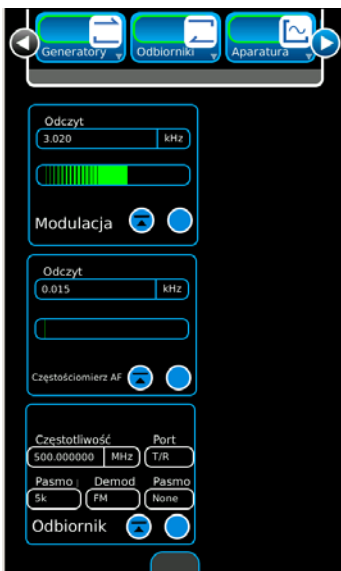 Generatory Odbiorniki Aparatura
Odczyt
3.020 kHz
Modulacja
Odczyt
0.015 kHz
Częstościomierz AF
Częstotliwość Port
500.000000 MHz T/R
Pasmo Demod Pasmo
5k FM None
Odbiornik